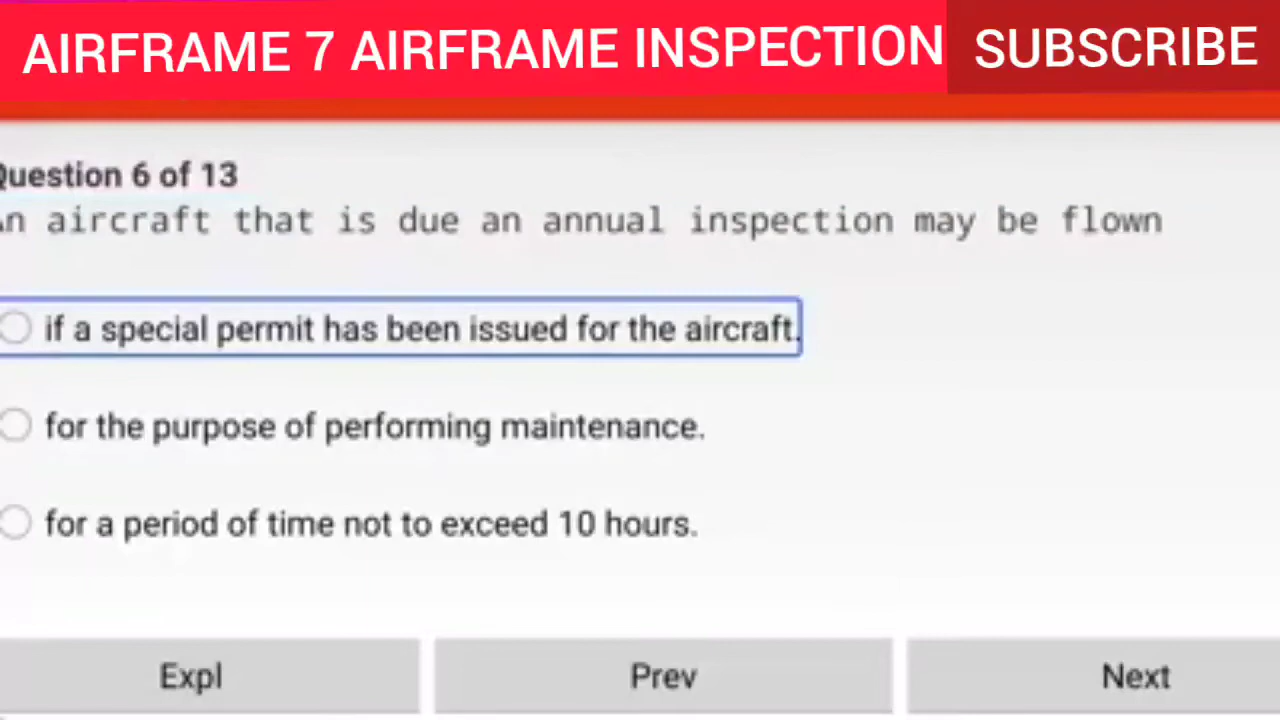 AIRFRAME 7 AIRFRAME INSPECTION SUBSCRIBE
Question 6 of 13
An aircraft that is due an annual inspection may be flown
if a special permit has been issued for the aircraft.
for the purpose of performing maintenance.
for a period of time not to exceed 10 hours.
Expl Prev Next